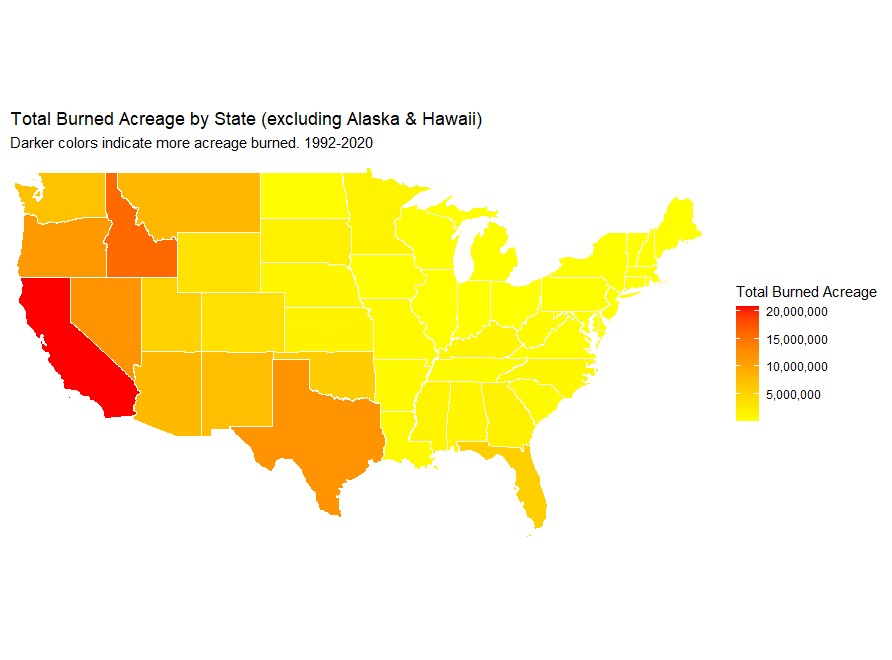 Total Burned Acreage by State (excluding Alaska & Hawaii)
Darker colors indicate more acreage burned. 1992-2020
Total Burned Acreage
20,000,000
15,000,000
10,000,000
5,000,000